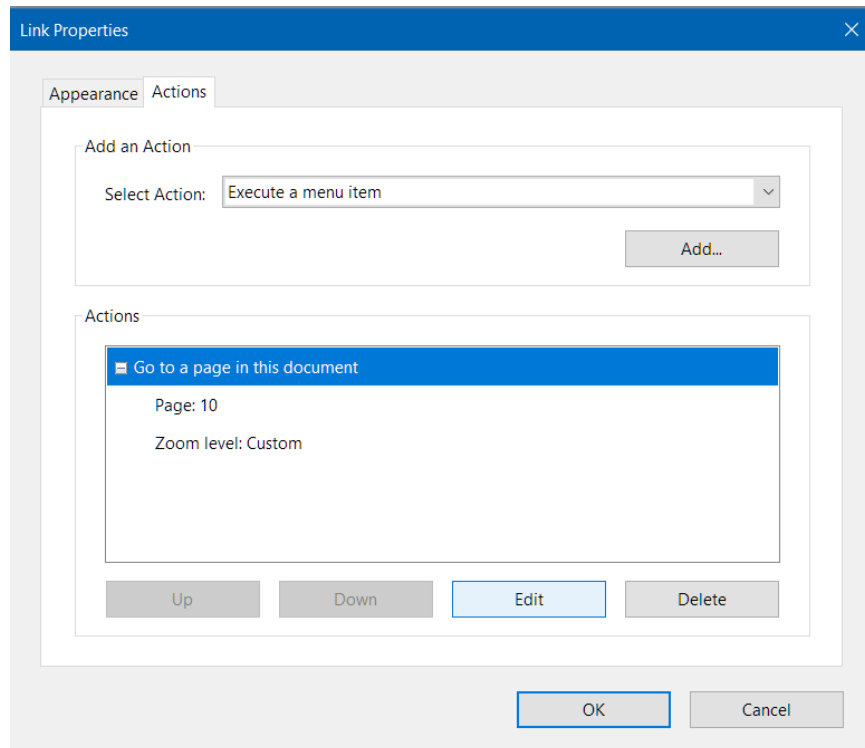 Link Properties
Appearance
Actions
Add an Action
Select Action:
Execute a menu item
Add...
Actions
Go to a page in this document
Page: 10
Zoom level: Custom
Up
Down
Edit
Delete
OK
Cancel